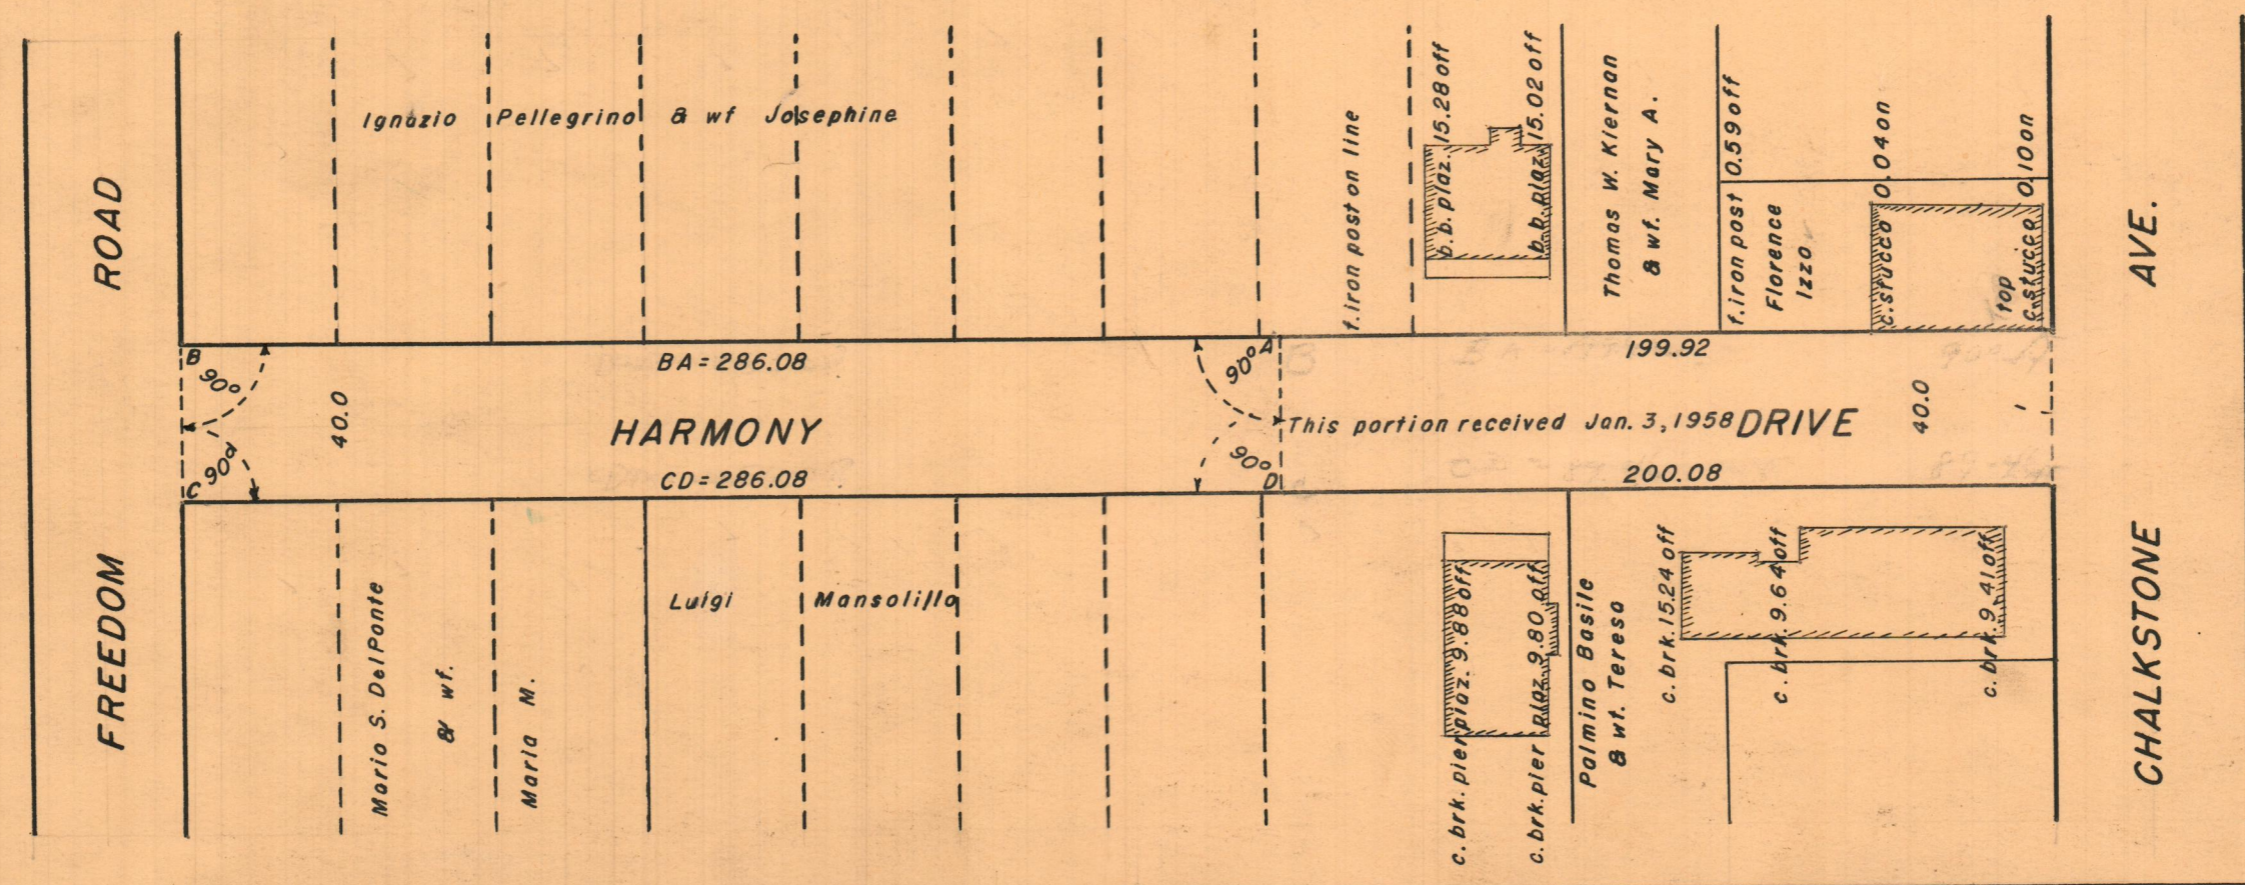 FREEDOM ROAD
Ignazio Pellegrino & wf Josephine
f.iron post on line
b.b.plaz. 15.28 off
b.b.plaz. 15.02 off
Thomas W. Kiernan
& wf. Mary A.
f.iron post 0.59 off
Florence
Izzo
c.stucco 0.04 on
top
c.stucco 0.10 on
B
90°
BA = 286.08
90°
A
199.92
40.0
HARMONY DRIVE
This portion received Jan. 3, 1958
40.0
C
90°
CD = 286.08
90°
D
200.08
Mario S. DelPonte
& wf.
Maria M.
Luigi Mansolillo
c. brk. pier plaz. 9.88 off
c. brk. pier plaz. 9.80 off
Palmino Basile
& wf. Teresa
c. brk. 15.24 off
c. brk. 9.64 off
c. brk. 9.41 off
CHALKSTONE AVE.